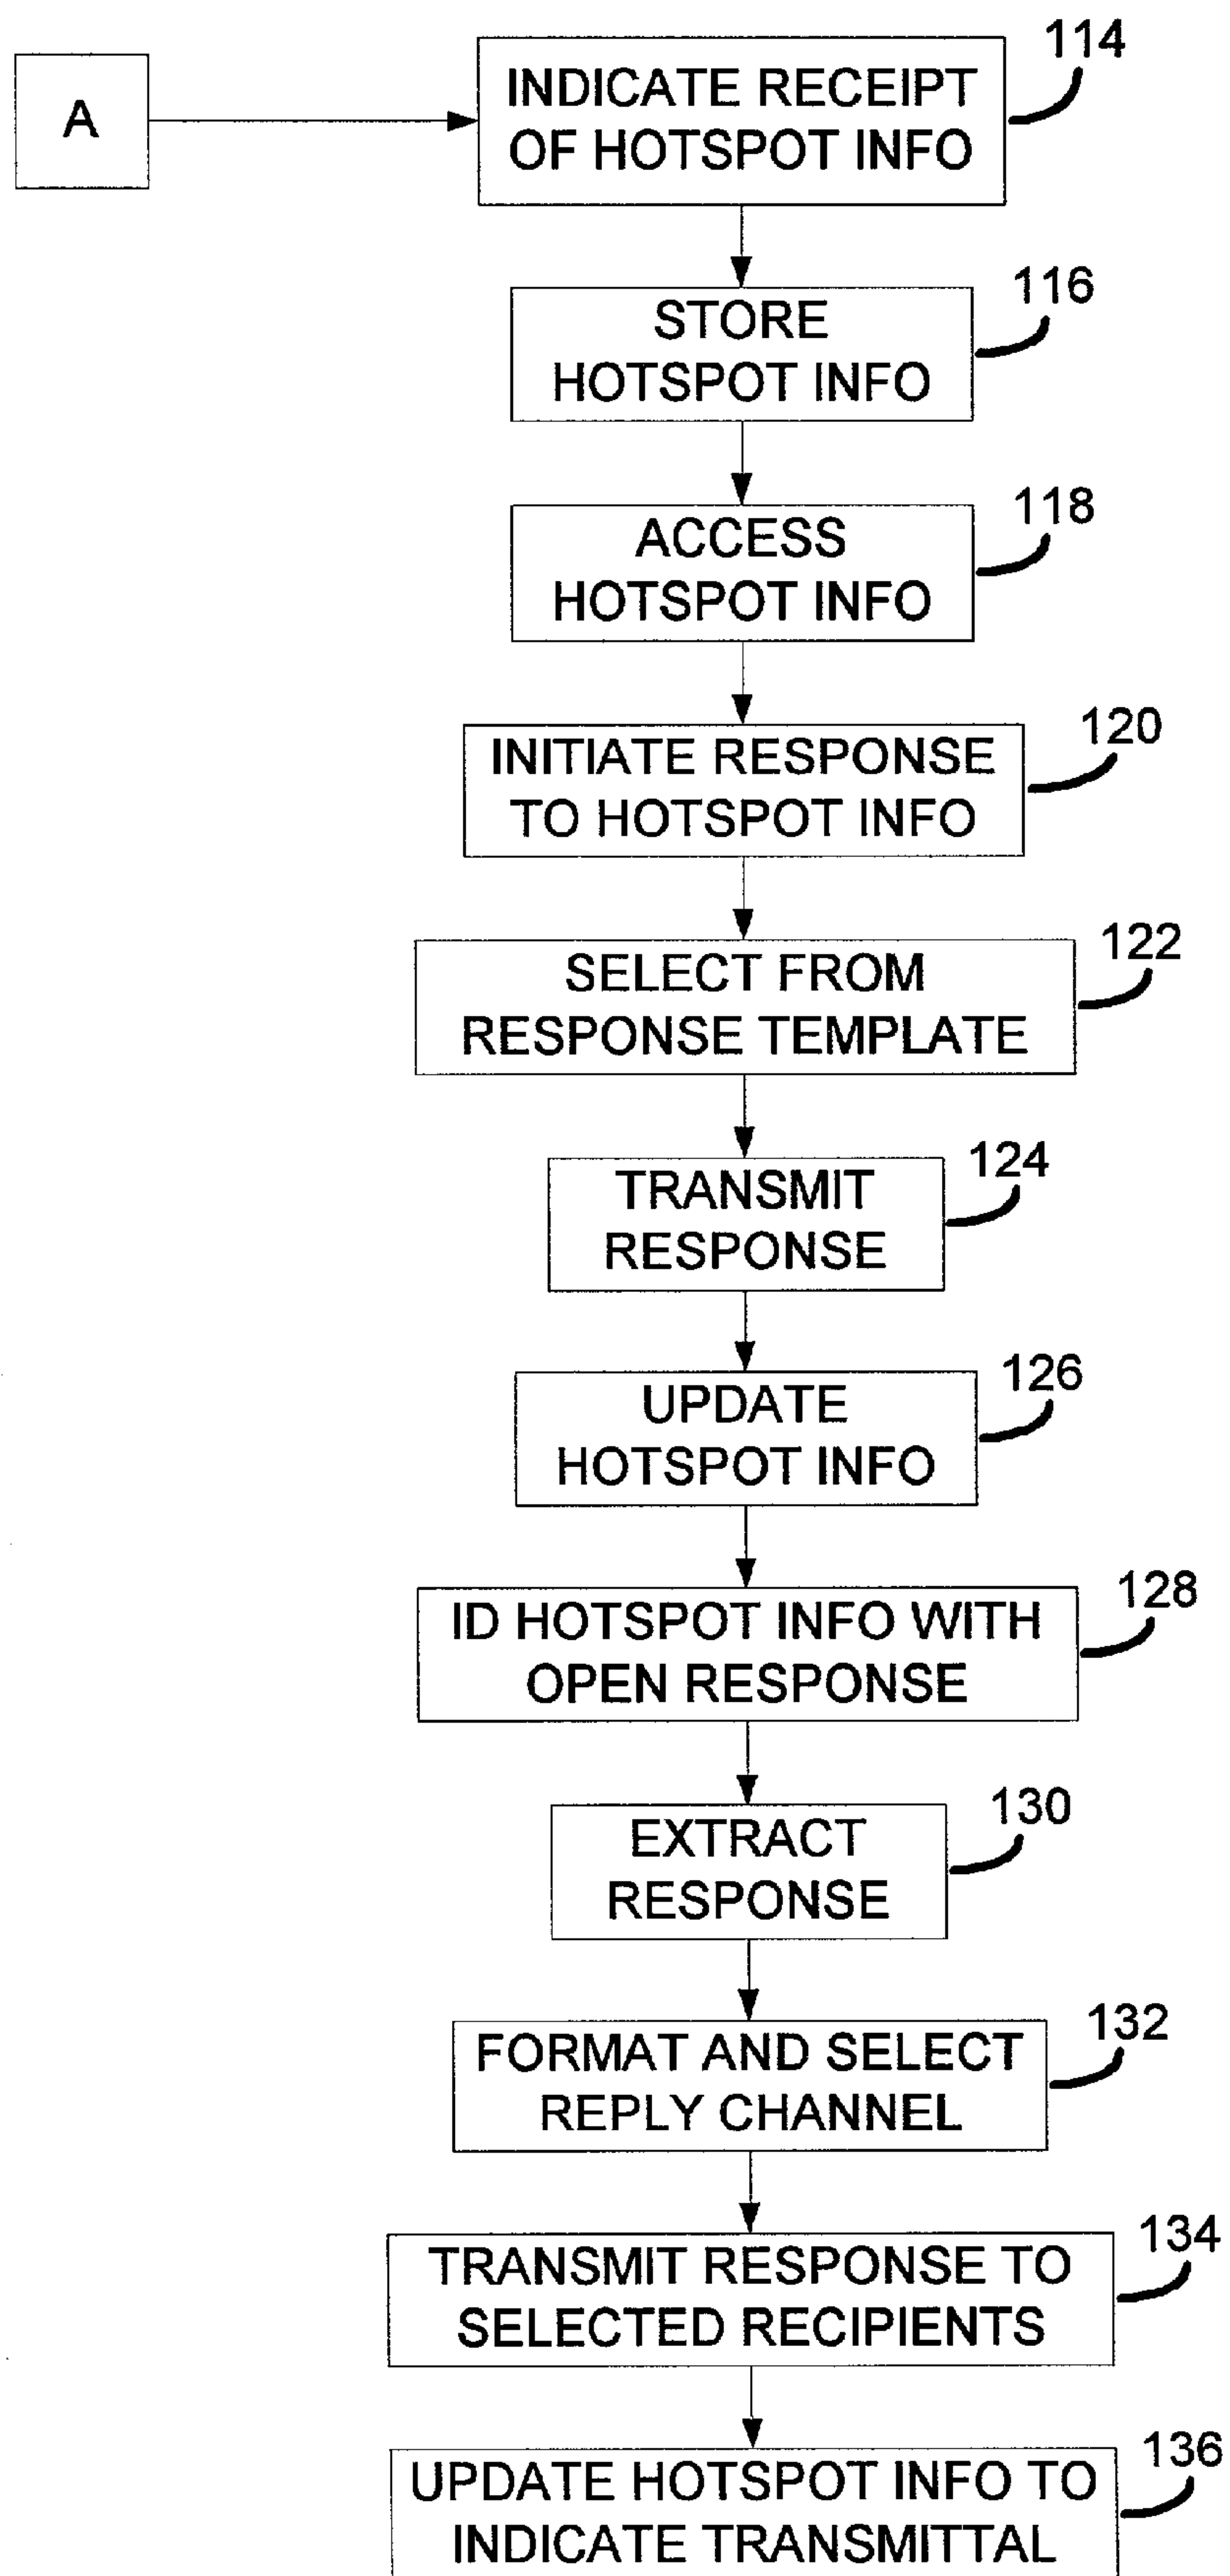 A
INDICATE RECEIPT
OF HOTSPOT INFO
114
STORE
HOTSPOT INFO
116
ACCESS
HOTSPOT INFO
118
INITIATE RESPONSE
TO HOTSPOT INFO
120
SELECT FROM
RESPONSE TEMPLATE
122
TRANSMIT
RESPONSE
124
UPDATE
HOTSPOT INFO
126
ID HOTSPOT INFO WITH
OPEN RESPONSE
128
EXTRACT
RESPONSE
130
FORMAT AND SELECT
REPLY CHANNEL
132
TRANSMIT RESPONSE TO
SELECTED RECIPIENTS
134
UPDATE HOTSPOT INFO TO
INDICATE TRANSMITTAL
136